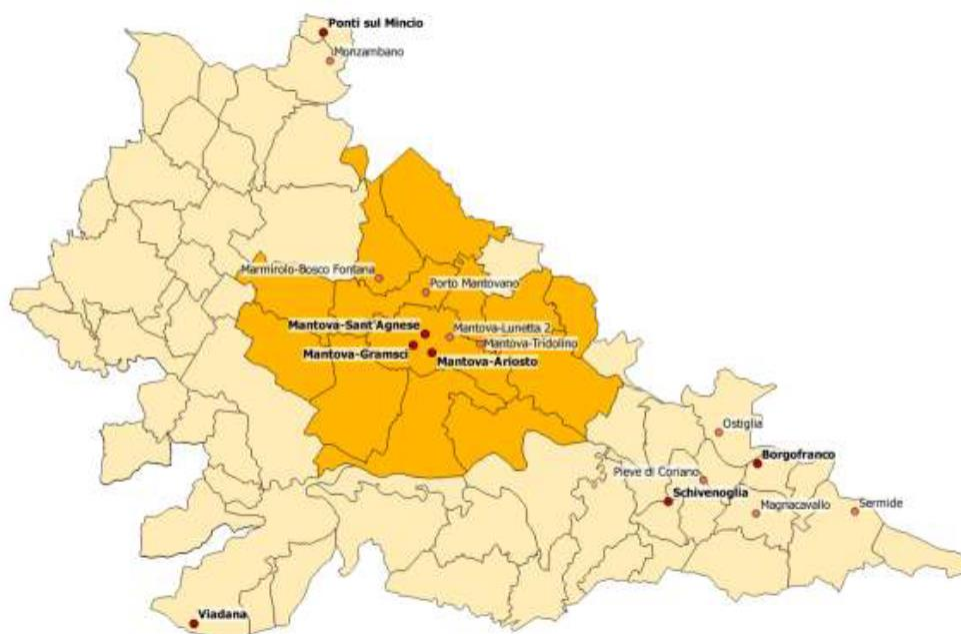 Ponti sul Mincio
Monzambano
Marmirolo-Bosco Fontana
Porto Mantovano
Mantova-Sant'Agnese
Mantova-Lunetta 2
Mantova-Tridolino
Mantova-Gramsci
Mantova-Ariosto
Ostiglia
Borgofranco
Pieve di Coriano
Schivenoglia
Magnacavallo
Sermide
Viadana